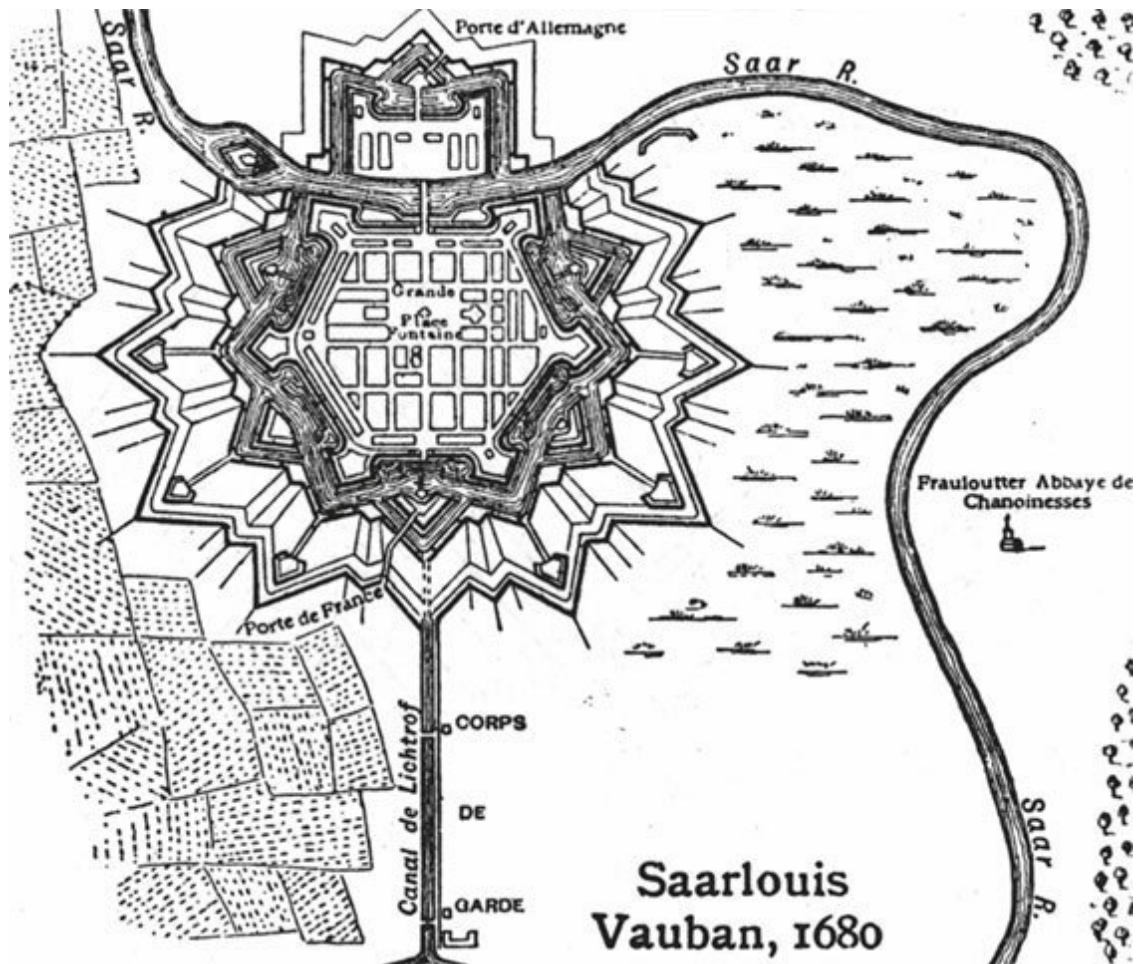 Porte d'Allemagne
Saar R.
Saar R.
Grande
Place
Fontaine
8
Frauloutter Abbaye de
Chanoinesses
Porte de France
Canal de Lichtrof
CORPS
DE
GARDE
Saar R.
Saarlouis
Vauban, 1680